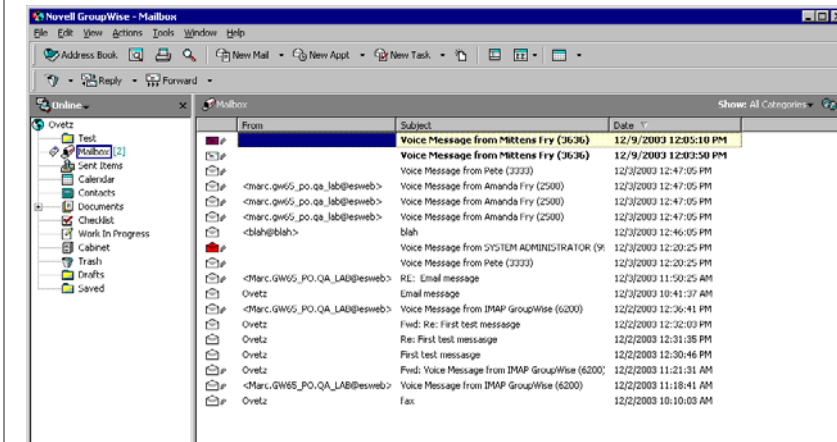 Novell GroupWise - Mailbox
File Edit View Actions Tools Window Help
Address Book New Mail New Appt New Task
Reply Forward
Online Mailbox Show: All Categories
Ovetz
Test
Mailbox [2]
Sent Items
Calendar
Contacts
Documents
Checklist
Work In Progress
Cabinet
Trash
Drafts
Saved
From Subject Date
Voice Message from Mittens Fry (3636) 12/9/2003 12:05:10 PM
Voice Message from Mittens Fry (3636) 12/9/2003 12:03:50 PM
Voice Message from Pete (3333) 12/3/2003 12:47:05 PM
<marc.gw65_po.qa_lab@esweb> Voice Message from Amanda Fry (2500) 12/3/2003 12:47:05 PM
<marc.gw65_po.qa_lab@esweb> Voice Message from Amanda Fry (2500) 12/3/2003 12:47:05 PM
<marc.gw65_po.qa_lab@esweb> Voice Message from Amanda Fry (2500) 12/3/2003 12:47:05 PM
<blah@blah> blah 12/3/2003 12:46:05 PM
Voice Message from SYSTEM ADMINISTRATOR (9 12/3/2003 12:20:25 PM
Voice Message from Pete (3333) 12/3/2003 12:20:25 PM
<Marc.GW65_PO.QA_LAB@esweb> RE: Email message 12/3/2003 11:50:25 AM
Ovetz Email message 12/3/2003 10:41:37 AM
<Marc.GW65_PO.QA_LAB@esweb> Voice Message from IMAP GroupWise (6200) 12/2/2003 12:36:41 PM
Ovetz Fwd: Re: First test messasge 12/2/2003 12:32:03 PM
Ovetz Re: First test messasge 12/2/2003 12:31:35 PM
Ovetz First test messasge 12/2/2003 12:30:46 PM
Ovetz Fwd: Voice Message from IMAP GroupWise (6200) 12/2/2003 11:21:31 AM
<Marc.GW65_PO.QA_LAB@esweb> Voice Message from IMAP GroupWise (6200) 12/2/2003 11:18:41 AM
Ovetz fax 12/2/2003 10:10:03 AM